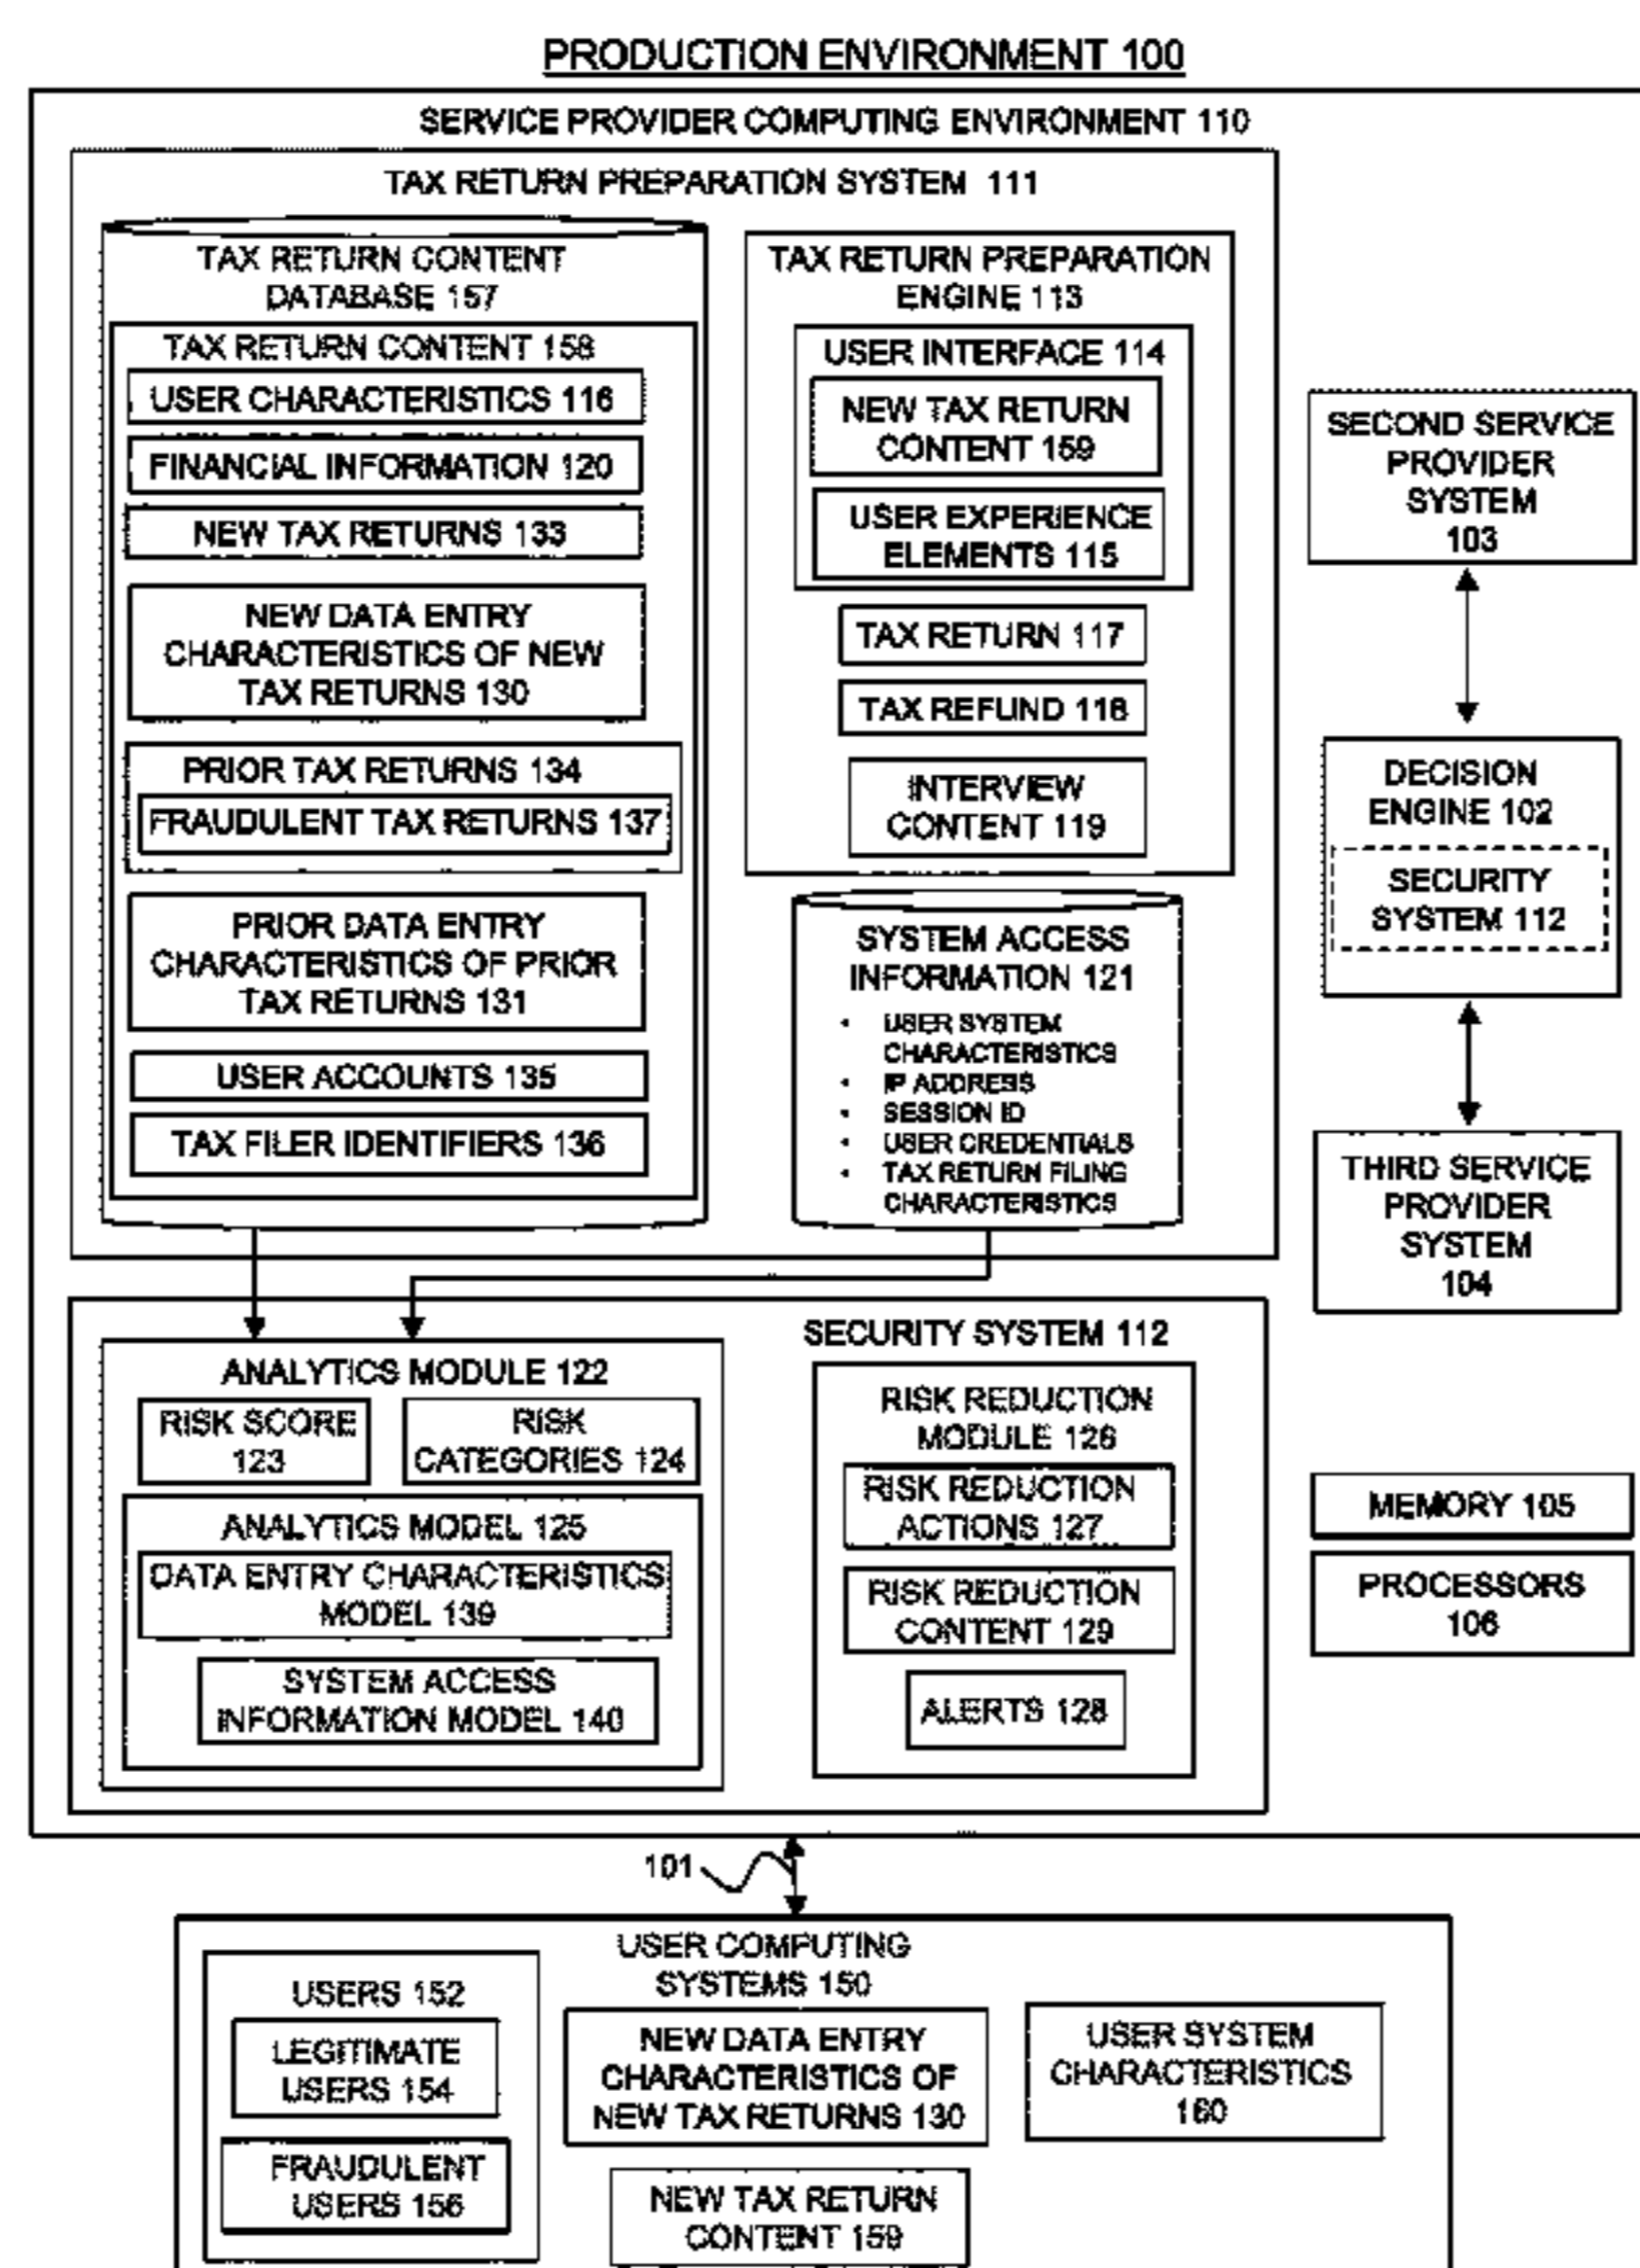 PRODUCTION ENVIRONMENT 100
SERVICE PROVIDER COMPUTING ENVIRONMENT 110
TAX RETURN PREPARATION SYSTEM 111
TAX RETURN CONTENT
DATABASE 157
TAX RETURN CONTENT 158
USER CHARACTERISTICS 116
FINANCIAL INFORMATION 120
NEW TAX RETURNS 133
NEW DATA ENTRY
CHARACTERISTICS OF NEW
TAX RETURNS 130
PRIOR TAX RETURNS 134
FRAUDULENT TAX RETURNS 137
PRIOR DATA ENTRY
CHARACTERISTICS OF PRIOR
TAX RETURNS 131
USER ACCOUNTS 135
TAX FILER IDENTIFIERS 136
TAX RETURN PREPARATION
ENGINE 113
USER INTERFACE 114
NEW TAX RETURN
CONTENT 159
USER EXPERIENCE
ELEMENTS 115
TAX RETURN 117
TAX REFUND 118
INTERVIEW
CONTENT 119
SYSTEM ACCESS
INFORMATION 121
• USER SYSTEM
CHARACTERISTICS
• IP ADDRESS
• SESSION ID
• USER CREDENTIALS
• TAX RETURN FILING
CHARACTERISTICS
SECOND SERVICE
PROVIDER
SYSTEM
103
DECISION
ENGINE 102
SECURITY
SYSTEM 112
THIRD SERVICE
PROVIDER
SYSTEM
104
SECURITY SYSTEM 112
ANALYTICS MODULE 122
RISK SCORE
123
RISK
CATEGORIES 124
ANALYTICS MODEL 125
DATA ENTRY CHARACTERISTICS
MODEL 139
SYSTEM ACCESS
INFORMATION MODEL 140
RISK REDUCTION
MODULE 126
RISK REDUCTION
ACTIONS 127
RISK REDUCTION
CONTENT 129
ALERTS 128
MEMORY 105
PROCESSORS
106
101
USER COMPUTING
SYSTEMS 150
USERS 152
LEGITIMATE
USERS 154
FRAUDULENT
USERS 156
NEW DATA ENTRY
CHARACTERISTICS OF
NEW TAX RETURNS 130
NEW TAX RETURN
CONTENT 159
USER SYSTEM
CHARACTERISTICS
160